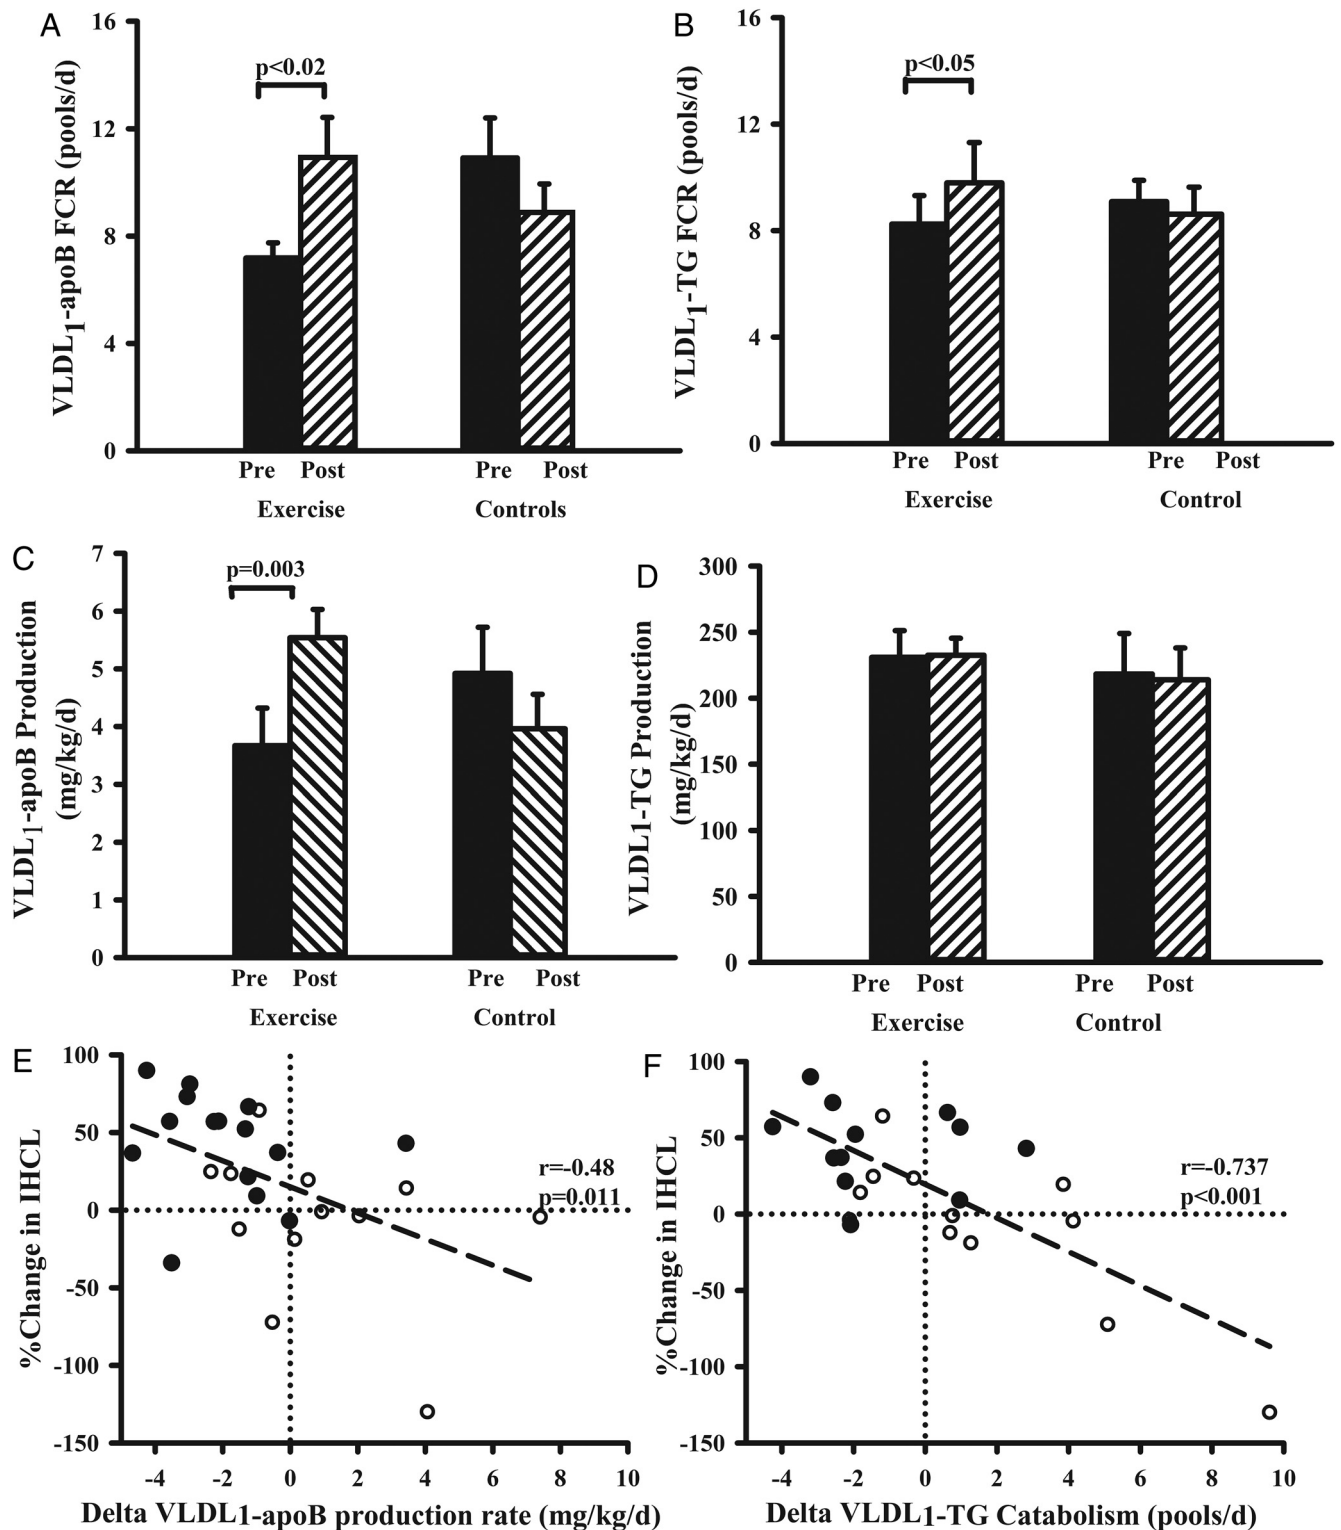 A
16
12
8
4
0
VLDL1-apoB FCR (pools/d)
p<0.02
Pre Post Pre Post
Exercise Controls
B
16
12
8
4
0
VLDL1-TG FCR (pools/d)
p<0.05
Pre Post Pre Post
Exercise Control
C
7
6
5
4
3
2
1
0
VLDL1-apoB Production
(mg/kg/d)
p=0.003
Pre Post Pre Post
Exercise Control
D
300
250
200
150
100
50
0
VLDL1-TG Production
(mg/kg/d)
Pre Post Pre Post
Exercise Control
E
100
50
0
-50
-100
-150
%Change in IHCL
r=-0.48
p=0.011
-4 -2 0 2 4 6 8 10
Delta VLDL1-apoB production rate (mg/kg/d)
F
100
50
0
-50
-100
-150
%Change in IHCL
r=-0.737
p<0.001
-4 -2 0 2 4 6 8 10
Delta VLDL1-TG Catabolism (pools/d)